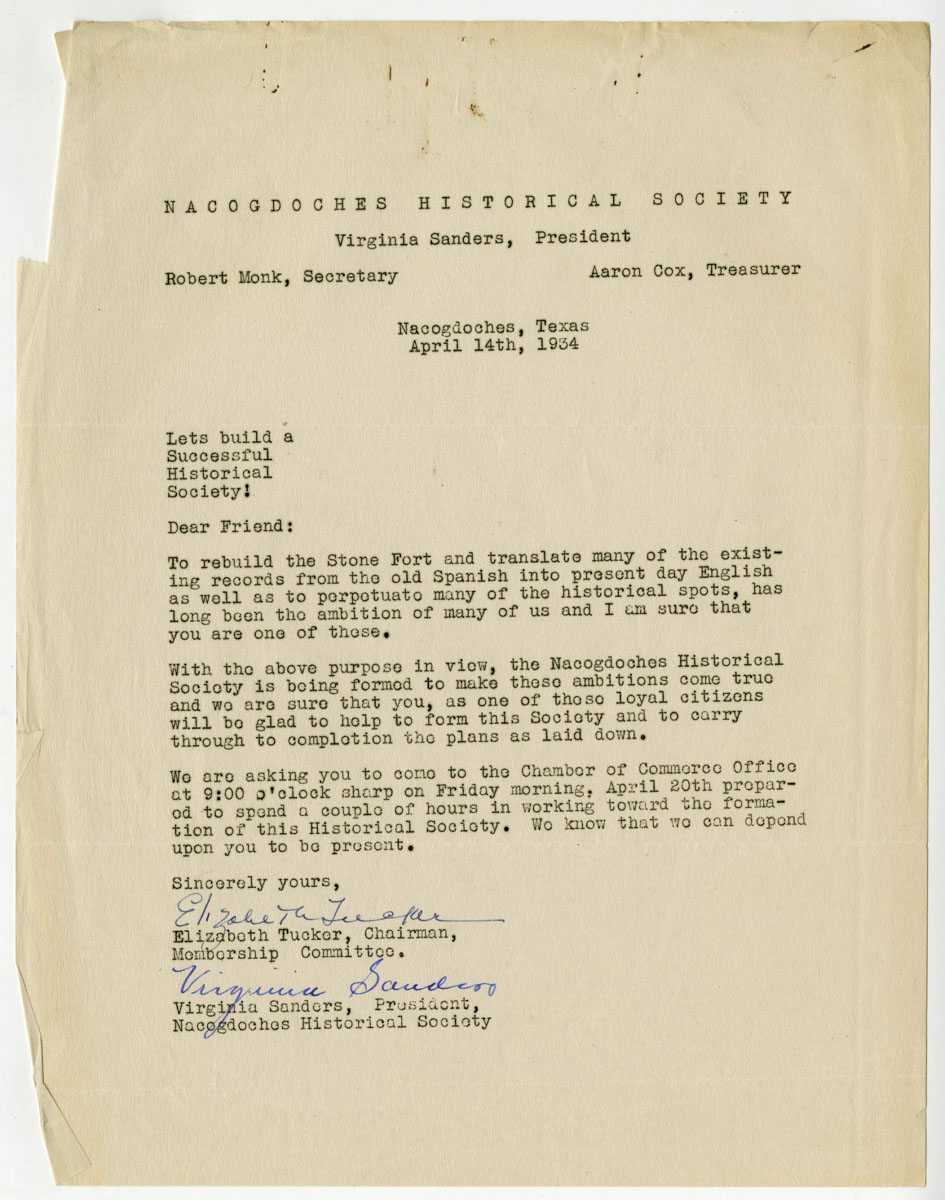 NACOGDOCHES HISTORICAL SOCIETY
Virginia Sanders, President
Robert Monk, Secretary Aaron Cox, Treasurer
Nacogdoches, Texas
April 14th, 1934
Lets build a
Successful
Historical
Society!
Dear Friend:
To rebuild the Stone Fort and translate many of the exist-
ing records from the old Spanish into present day English
as well as to perpetuate many of the historical spots, has
long been the ambition of many of us and I am sure that
you are one of these.
With the above purpose in view, the Nacogdoches Historical
Society is being formed to make these ambitions come true
and we are sure that you, as one of these loyal citizens
will be glad to help to form this Society and to carry
through to completion the plans as laid down.
We are asking you to come to the Chamber of Commerce Office
at 9:00 o'clock sharp on Friday morning, April 20th prepar-
ed to spend a couple of hours in working toward the forma-
tion of this Historical Society. We know that we can depend
upon you to be present.
Sincerely yours,
Elizabeth Tucker
Elizabeth Tucker, Chairman,
Membership Committee.
Virginia Sanders
Virginia Sanders, President,
Nacogdoches Historical Society